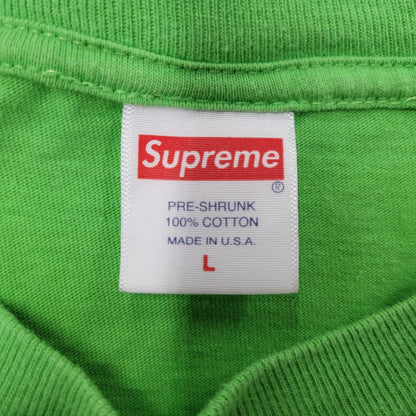 Supreme
®
PRE-SHRUNK
100% COTTON
MADE IN U.S.A.
L